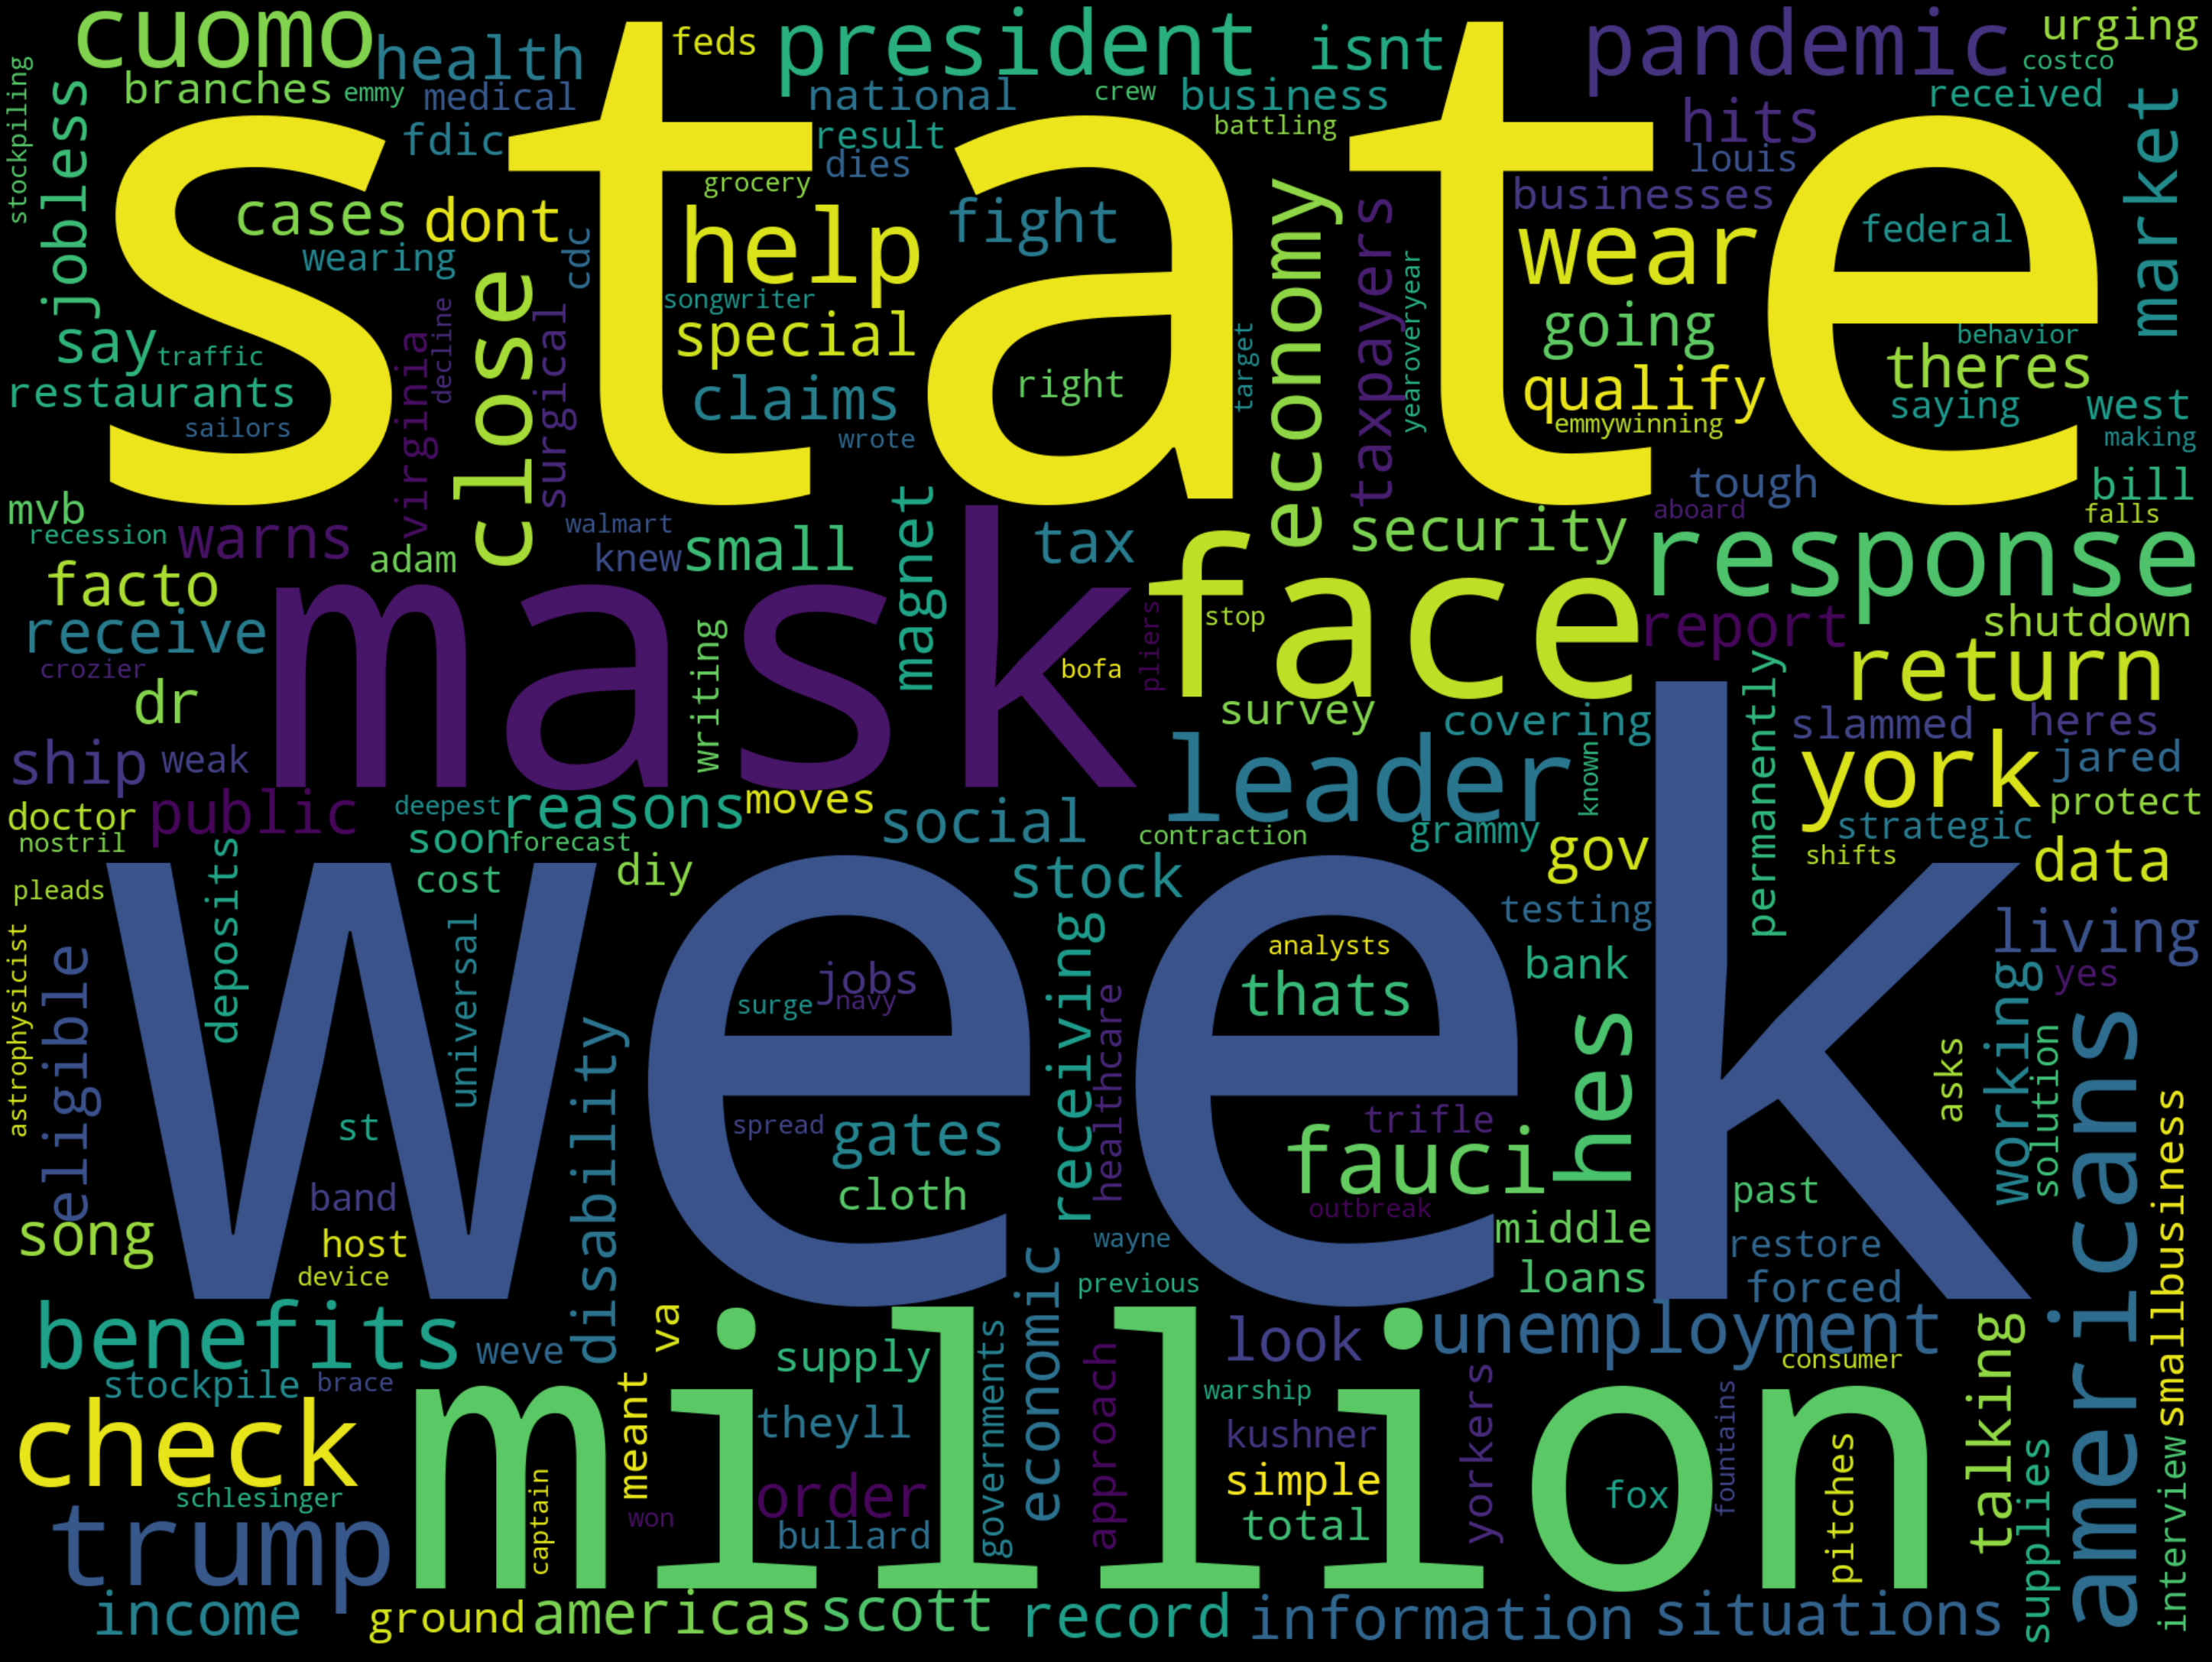 cuomo
health
feds
president
isnt
pandemic
urging
costco
stockpiling
branches
emmy
medical
national
crew
business
received
jobless
fdic
result
battling
hits
market
dies
louis
state
grocery
businesses
cases
dont
cdc
help
fight
economy
taxpayers
wear
federal
wearing
close
songwriter
yearoveryear
say
traffic
virginia
decline
surgical
special
target
going
behavior
theres
restaurants
claims
right
qualify
saying
west
sailors
wrote
emmywinning
making
mvb
tough
bill
recession
warns
adam
walmart
knew
small
magnet
tax
security
aboard
falls
facto
mask
face
response
receive
writing
pliers
stop
report
shutdown
crozier
bofa
return
dr
survey
covering
permanently
slammed
heres
ship
weak
leader
known
york
jared
doctor
public
deepest
reasons
moves
social
contraction
grammy
strategic
protect
nostril
soon
forecast
gov
shifts
data
pleads
deposits
cost
diy
stock
testing
astrophysicist
eligible
universal
week
jobs
surge
navy
receiving
healthcare
analysts
thats
bank
living
yes
working
disability
hes
asks
solution
americans
st
spread
gates
trifle
fauci
smallbusiness
band
cloth
outbreak
past
song
host
device
wayne
middle
restore
previous
loans
forced
benefits
weve
va
economic
look
unemployment
talking
stockpile
brace
supply
governments
approach
warship
consumer
check
million
meant
theyll
kushner
yorkers
fountains
schlesinger
captain
won
order
simple
fox
pitches
supplies
interview
trump
bullard
total
income
ground
americas
scott
record
information
situations